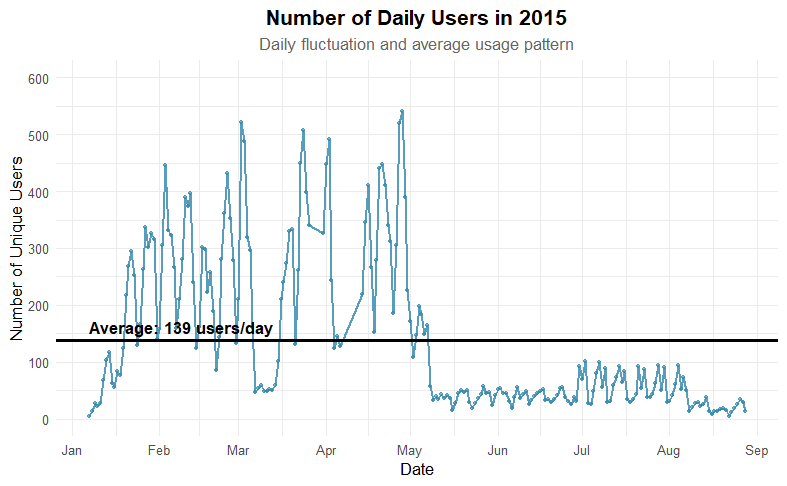 Number of Daily Users in 2015
Daily fluctuation and average usage pattern
Number of Unique Users
600
500
400
300
200
100
0
Average: 139 users/day
Jan Feb Mar Apr May Jun Jul Aug Sep
Date